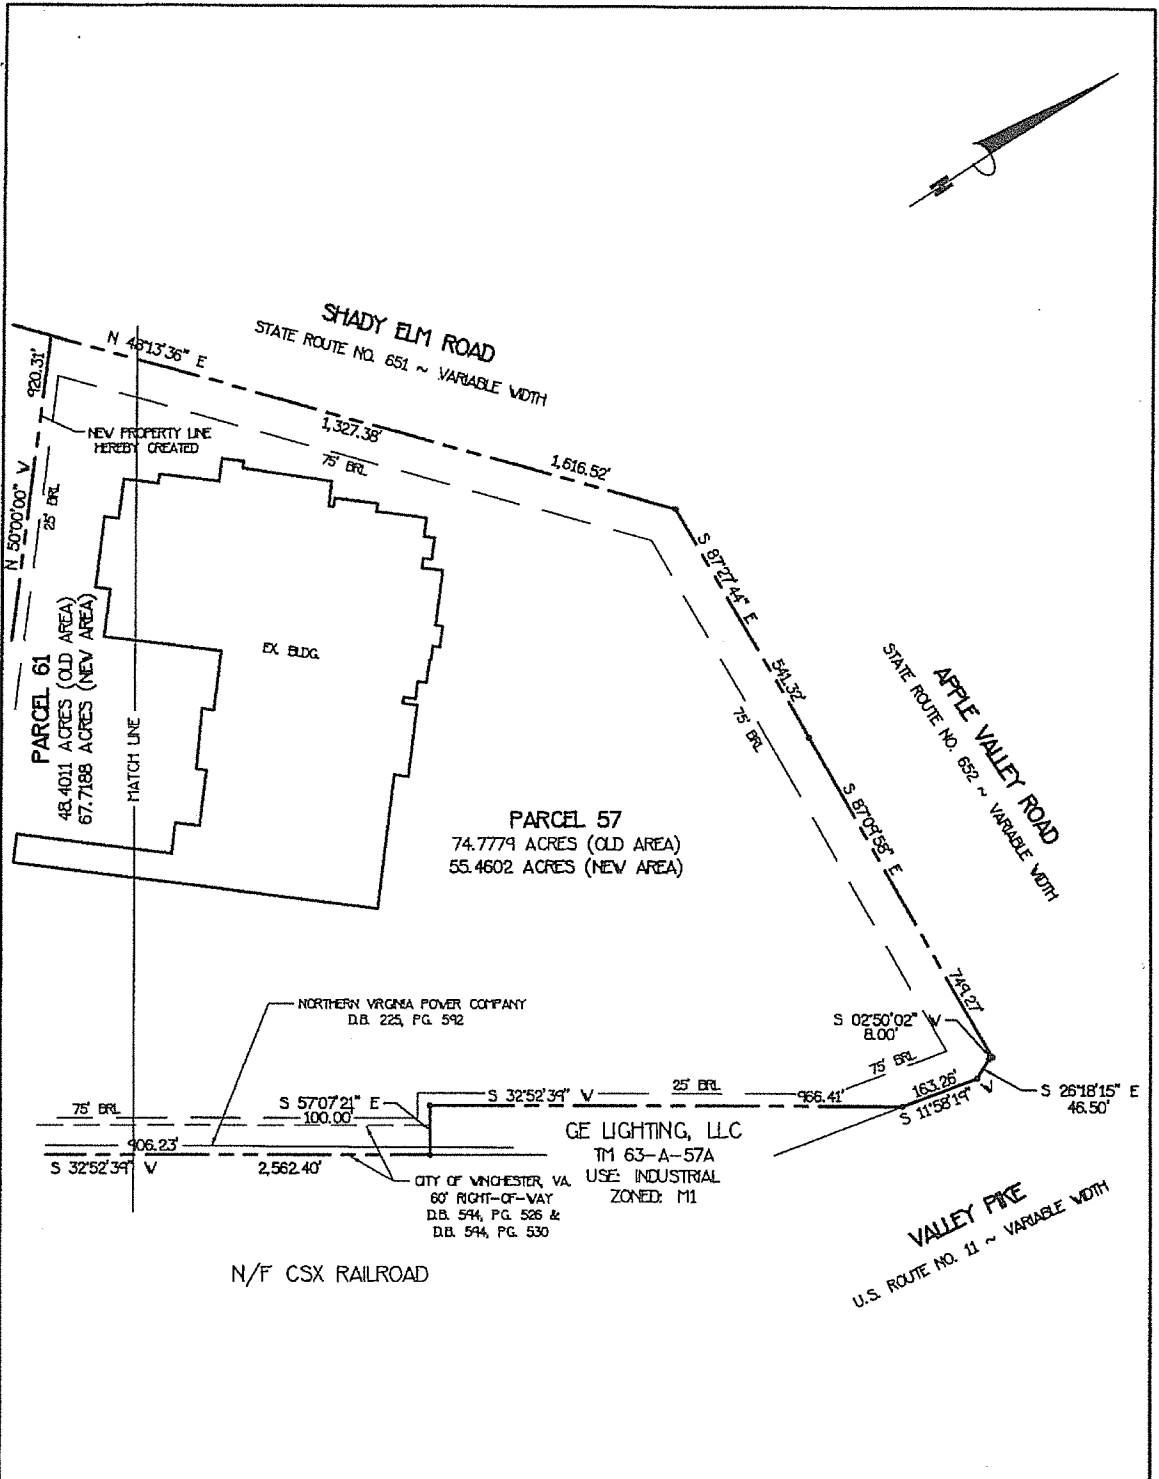 N
SHADY ELM ROAD
STATE ROUTE NO. 651 ~ VARIABLE WIDTH
N 48°13'36" E
920.31'
NEW PROPERTY LINE
HEREBY CREATED
1,327.38'
75' BRL
1,616.52'
N 50°00'00" W
25' BRL
S 87°27'44" E
541.32'
75' BRL
EX. BLDG.
PARCEL 61
48.4011 ACRES (OLD AREA)
67.7188 ACRES (NEW AREA)
MATCH LINE
APPLE VALLEY ROAD
STATE ROUTE NO. 652 ~ VARIABLE WIDTH
S 87°09'58" E
749.27'
PARCEL 57
74.7779 ACRES (OLD AREA)
55.4602 ACRES (NEW AREA)
NORTHERN VIRGINIA POWER COMPANY
D.B. 225, PG. 592
S 02°50'02" W
8.00'
75' BRL
163.26'
S 11°58'19" W
S 26°18'15" E
46.50'
75' BRL
S 57°07'21" E
100.00'
S 32°52'39" W
25' BRL
966.41'
906.23'
S 32°52'39" W
2,562.40'
GE LIGHTING, LLC
TM 63-A-57A
USE: INDUSTRIAL
ZONED: M1
CITY OF WINCHESTER, VA.
60' RIGHT-OF-WAY
D.B. 594, PG. 526 &
D.B. 594, PG. 530
VALLEY PIKE
U.S. ROUTE NO. 11 ~ VARIABLE WIDTH
N/F CSX RAILROAD